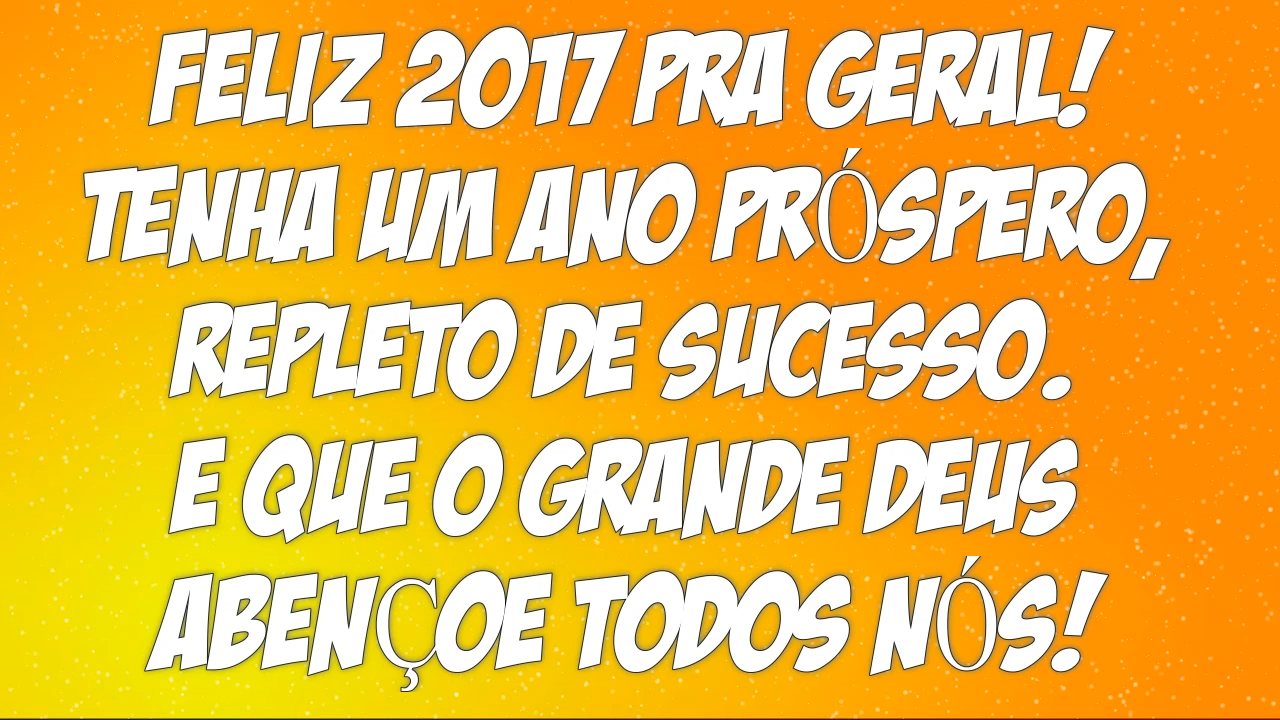 FELIZ 2017 PRA GERAL!
TENHA UM ANO PRÓSPERO,
REPLETO DE SUCESSO.
E QUE O GRANDE DEUS
ABENÇOE TODOS NÓS!